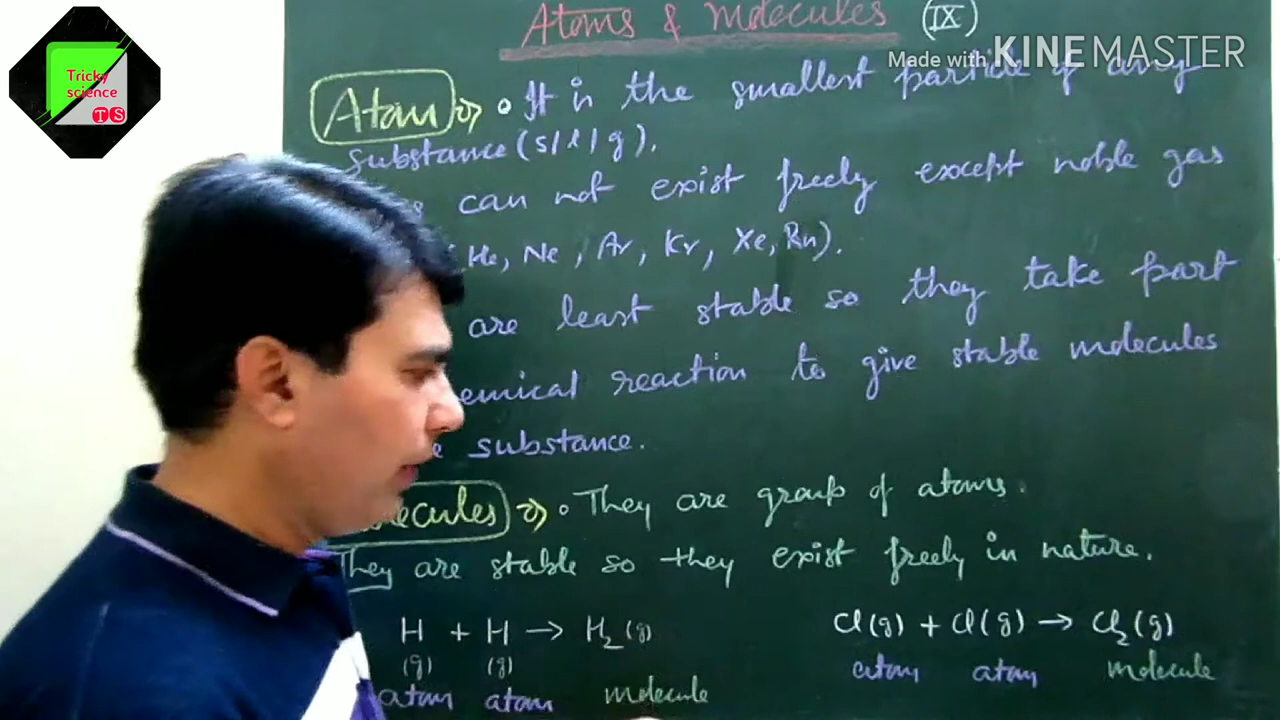 Atoms & molecules (IX)
Made with KINEMASTER
Tricky
science
TS
Atom => • It is the smallest particle of any
substance (s/l/g).
can not exist freely except noble gas
He, Ne, Ar, Kr, Xe, Rn).
are least stable so they take part
emical reaction to give stable molecules
substance.
ecules => • They are group of atoms.
They are stable so they exist freely in nature.
H + H → H₂ (g)
(g) (g)
atom atom molecule
Cl(g) + Cl(g) → Cl₂(g)
atom atom molecule